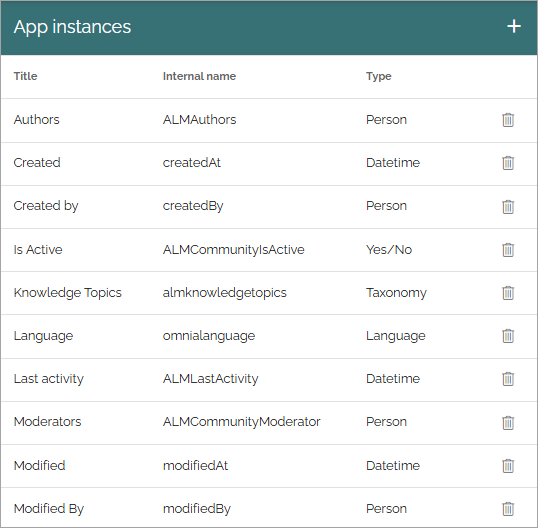 App instances +
Title Internal name Type
Authors ALMAuthors Person
Created createdAt Datetime
Created by createdBy Person
Is Active ALMCommunityIsActive Yes/No
Knowledge Topics almknowledgetopics Taxonomy
Language omnialanguage Language
Last activity ALMLastActivity Datetime
Moderators ALMCommunityModerator Person
Modified modifiedAt Datetime
Modified By modifiedBy Person